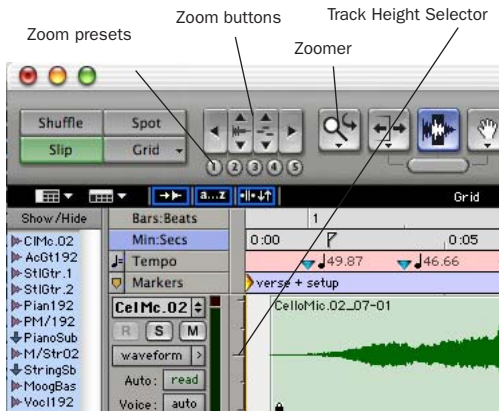 Zoom presets
Zoom buttons
Zoomer
Track Height Selector
Shuffle
Spot
Slip
Grid
1 2 3 4 5
a...z
Grid
Show/Hide
Bars:Beats
1
Min:Secs
0:00
0:05
Tempo
49.87
46.66
Markers
verse + setup
CIMc.02
AcGt192
StlGtr.1
StlGtr.2
Pian192
PM/192
PianoSub
M/Str02
StringSb
MoogBas
Vocl192
CelMc.02
R S M
waveform
Auto: read
Voice: auto
CelloMic.02_07-01